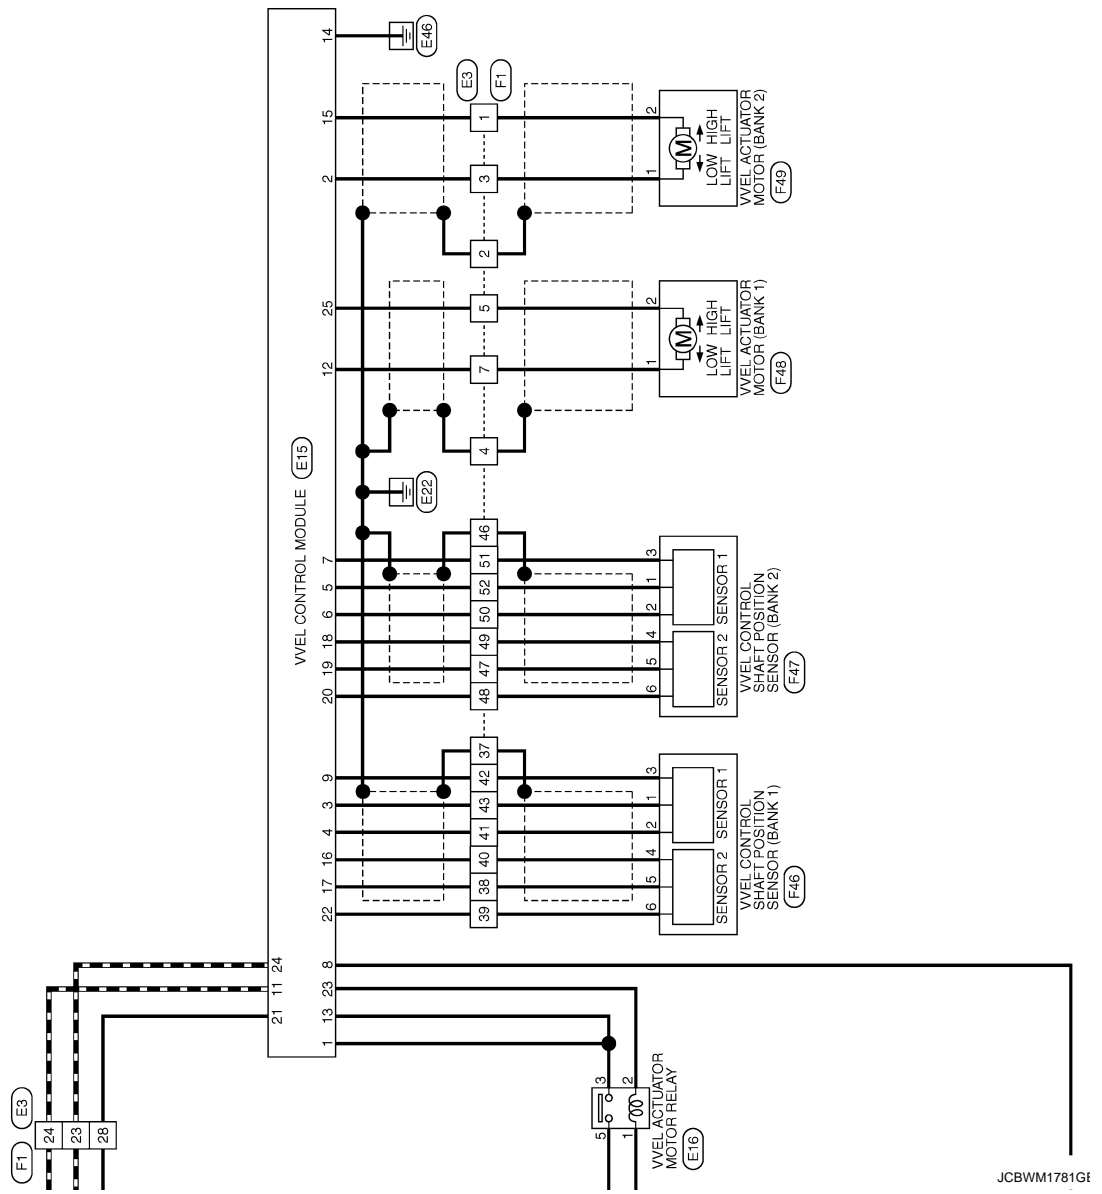 14
E46
E3
F1
15
1
2
2
3
1
HIGH LIFT
LOW LIFT
M
VVEL ACTUATOR
MOTOR (BANK 2)
F49
2
25
5
2
12
7
1
HIGH LIFT
LOW LIFT
M
VVEL ACTUATOR
MOTOR (BANK 1)
F48
4
VVEL CONTROL MODULE
E15
E22
46
7
51
3
5
52
1
6
50
2
18
49
4
19
47
5
20
48
6
SENSOR 1
SENSOR 2
VVEL CONTROL
SHAFT POSITION
SENSOR (BANK 2)
F47
37
9
42
3
3
43
1
4
41
2
16
40
4
17
38
5
22
39
6
SENSOR 1
SENSOR 2
VVEL CONTROL
SHAFT POSITION
SENSOR (BANK 1)
F46
24
8
11
23
21
13
1
3
2
5
1
VVEL ACTUATOR
MOTOR RELAY
E16
E3
F1
24
23
28